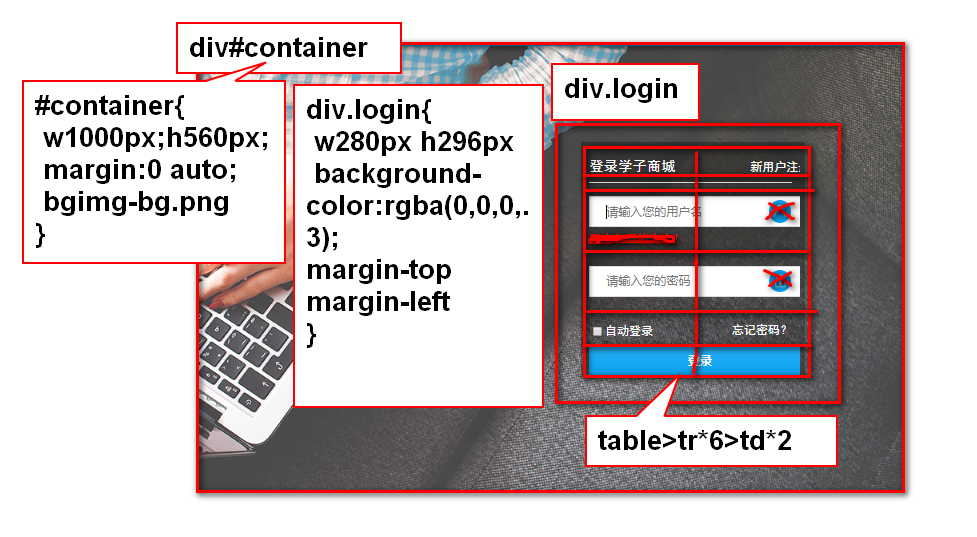 div#container
#container{
w1000px;h560px;
margin:0 auto;
bgimg-bg.png
}
div.login{
w280px h296px
background-
color:rgba(0,0,0,.
3);
margin-top
margin-left
}
div.login
登录学子商城 新用户注
请输入您的用户名
请输入您的密码
自动登录 忘记密码?
登录
table>tr*6>td*2